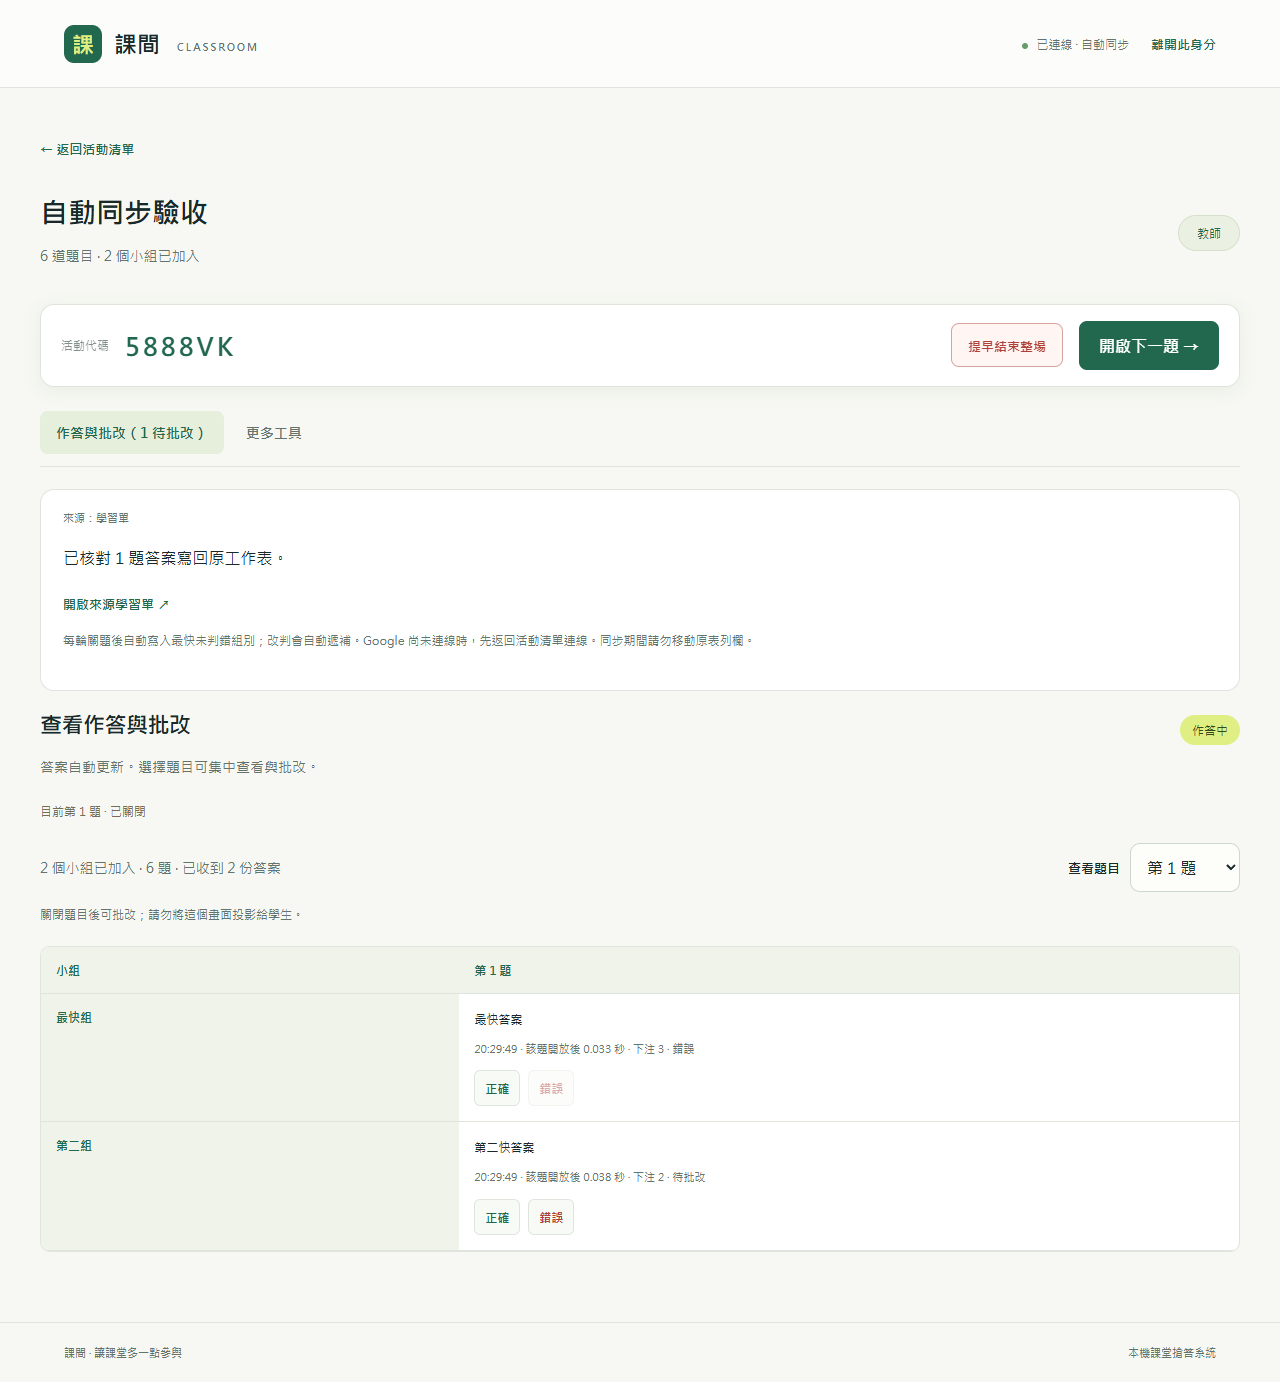 課 課間 CLASSROOM
已連線 · 自動同步 離開此身分
← 返回活動清單
自動同步驗收
6 道題目 · 2 個小組已加入
教師
活動代碼 5888VK
提早結束整場 開啟下一題 →
作答與批改 ( 1 待批改 ) 更多工具
來源：學習單
已核對 1 題答案寫回原工作表。
開啟來源學習單 ↗
每輪關題後自動寫入最快未判錯組別；改判會自動遞補。Google 尚未連線時，先返回活動清單連線。同步期間請勿移動原表列欄。
查看作答與批改
作答中
答案自動更新。選擇題目可集中查看與批改。
目前第 1 題 · 已關閉
2 個小組已加入 · 6 題 · 已收到 2 份答案
查看題目 第 1 題
關閉題目後可批改；請勿將這個畫面投影給學生。
小組 第 1 題
最快組 最快答案
20:29:49 · 該題開放後 0.033 秒 · 下注 3 · 錯誤
正確 錯誤
第二組 第二快答案
20:29:49 · 該題開放後 0.038 秒 · 下注 2 · 待批改
正確 錯誤
課間 · 讓課堂多一點參與
本機課堂搶答系統